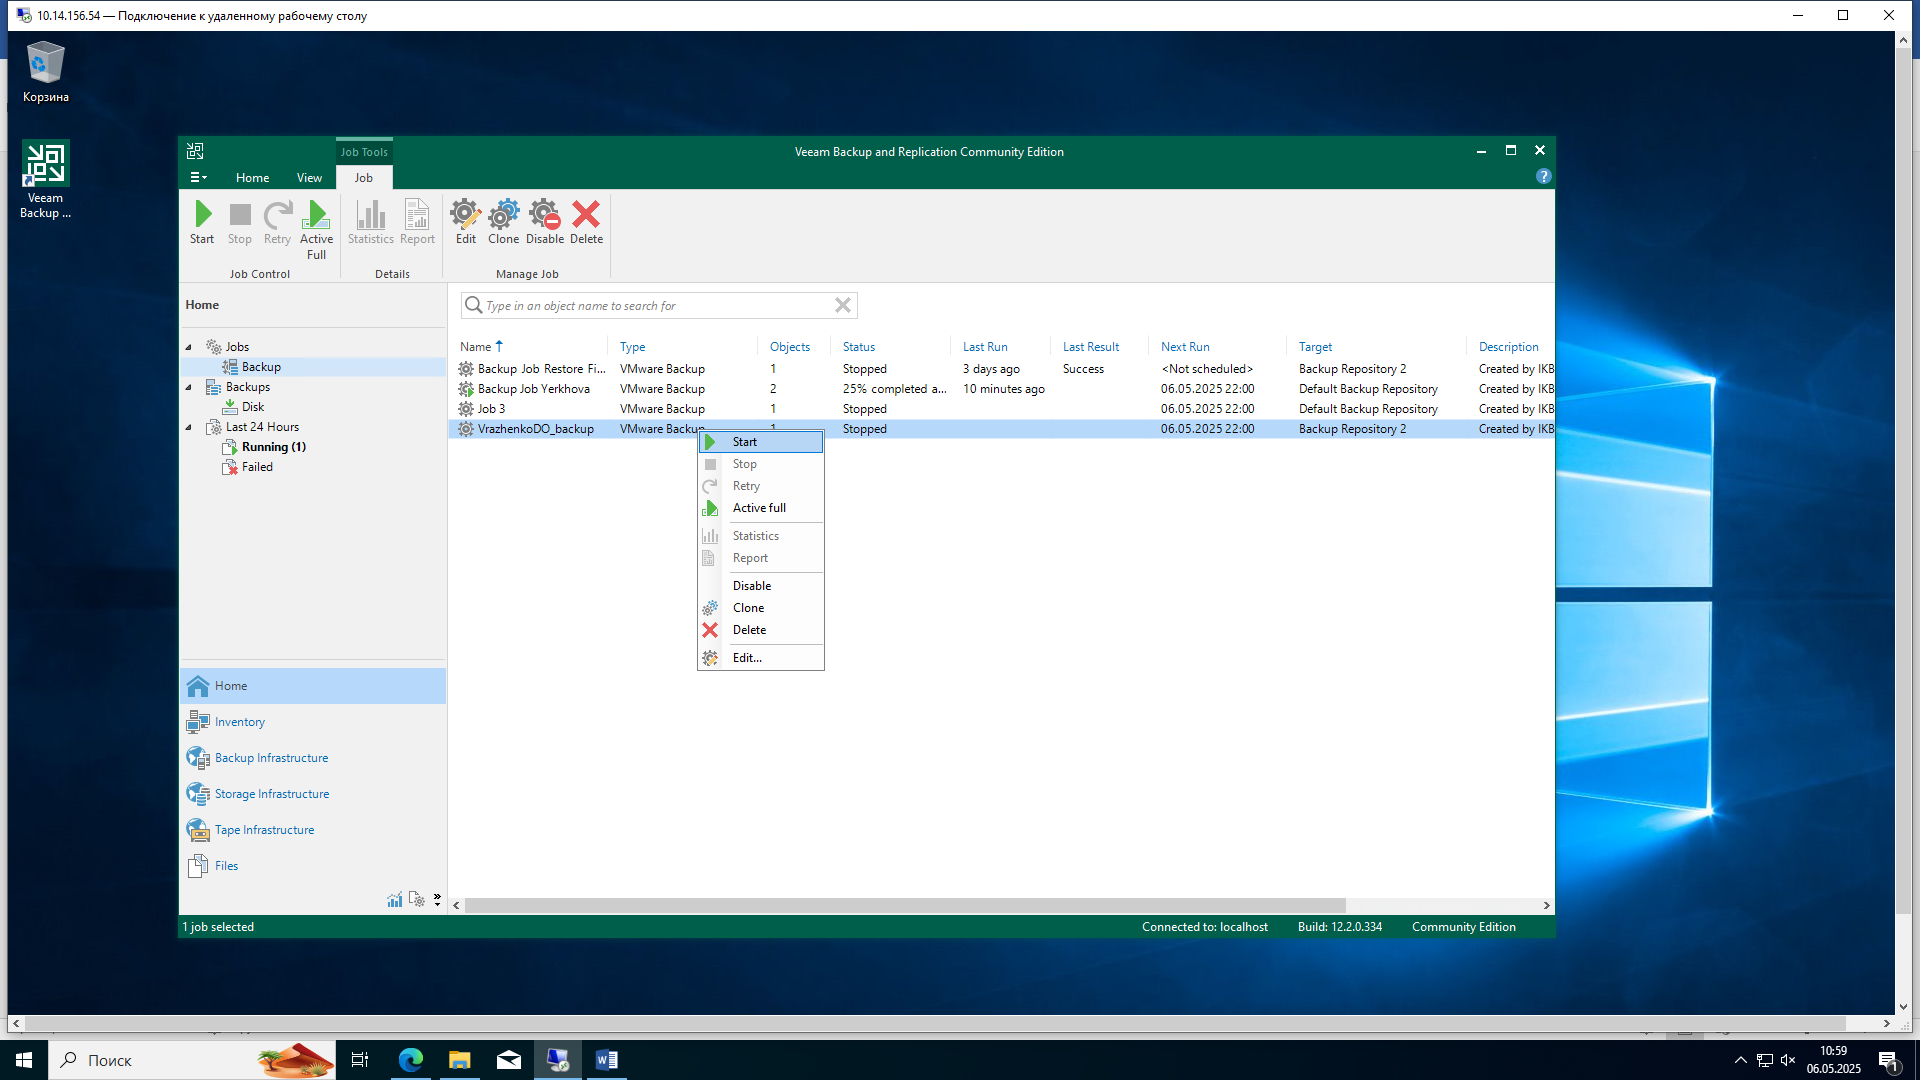 10.14.156.54 — Подключение к удаленному рабочему столу
Корзина
Veeam
Backup ...
Job Tools
Veeam Backup and Replication Community Edition
Home
View
Job
Start
Stop
Retry
Active
Full
Statistics
Report
Edit
Clone
Disable
Delete
Job Control
Details
Manage Job
Home
Type in an object name to search for
Jobs
Backup
Backups
Disk
Last 24 Hours
Running (1)
Failed
Name Type Objects Status Last Run Last Result Next Run Target Description
Backup Job Restore Fi... VMware Backup 1 Stopped 3 days ago Success <Not scheduled> Backup Repository 2 Created by IKB
Backup Job Yerkhova VMware Backup 2 25% completed a... 10 minutes ago 06.05.2025 22:00 Default Backup Repository Created by IKB
Job 3 VMware Backup 1 Stopped 06.05.2025 22:00 Default Backup Repository Created by IKB
VrazhenkoDO_backup VMware Backup 1 Stopped 06.05.2025 22:00 Backup Repository 2 Created by IKB
Start
Stop
Retry
Active full
Statistics
Report
Disable
Clone
Delete
Edit...
Home
Inventory
Backup Infrastructure
Storage Infrastructure
Tape Infrastructure
Files
1 job selected
Connected to: localhost
Build: 12.2.0.334
Community Edition
Поиск
10:59
06.05.2025
1